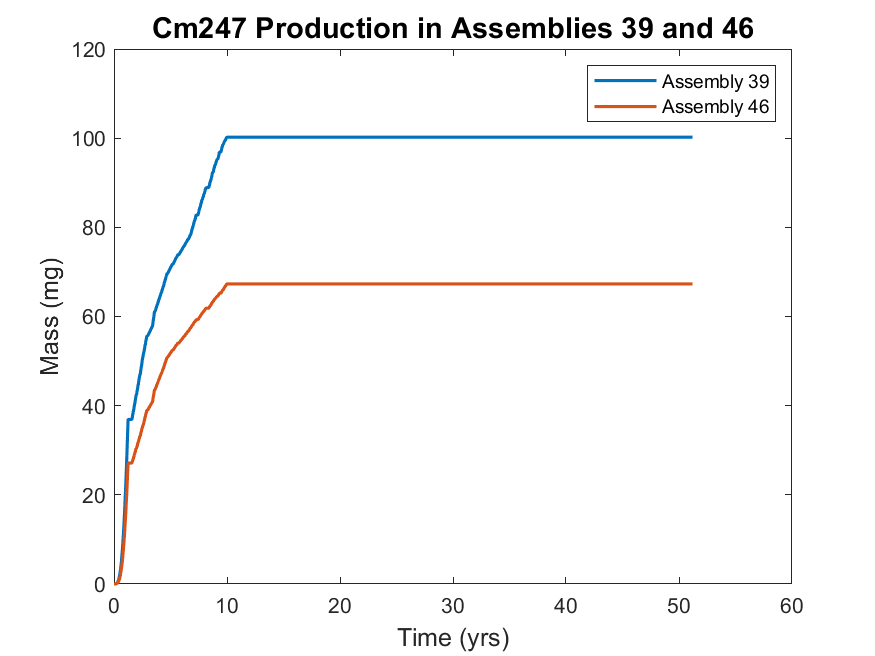 Cm247 Production in Assemblies 39 and 46
120
100
80
60
40
20
0
Mass (mg)
Assembly 39
Assembly 46
0 10 20 30 40 50 60
Time (yrs)